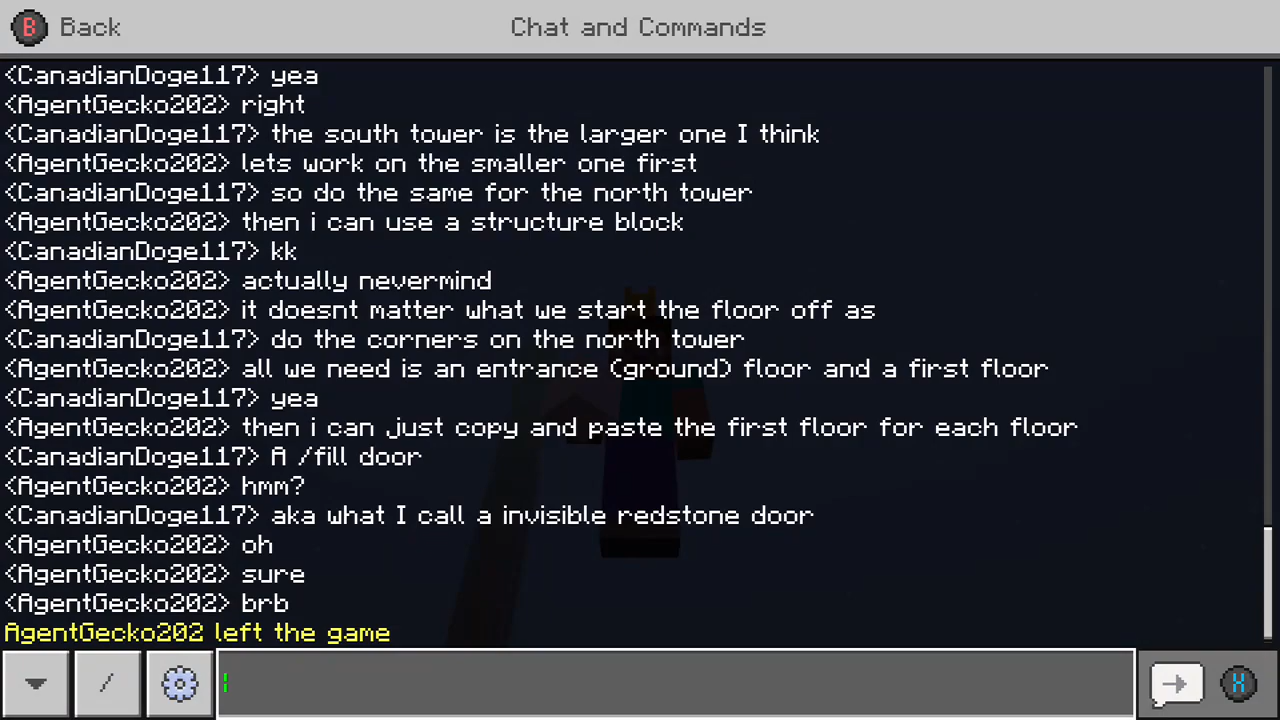 B Back
Chat and Commands
<CanadianDoge117> yea
<AgentGecko202> right
<CanadianDoge117> the south tower is the larger one I think
<AgentGecko202> lets work on the smaller one first
<CanadianDoge117> so do the same for the north tower
<AgentGecko202> then i can use a structure block
<CanadianDoge117> kk
<AgentGecko202> actually nevermind
<AgentGecko202> it doesnt matter what we start the floor off as
<CanadianDoge117> do the corners on the north tower
<AgentGecko202> all we need is an entrance (ground) floor and a first floor
<CanadianDoge117> yea
<AgentGecko202> then i can just copy and paste the first floor for each floor
<CanadianDoge117> A /fill door
<AgentGecko202> hmm?
<CanadianDoge117> aka what I call a invisible redstone door
<AgentGecko202> oh
<AgentGecko202> sure
<AgentGecko202> brb
AgentGecko202 left the game
/
X